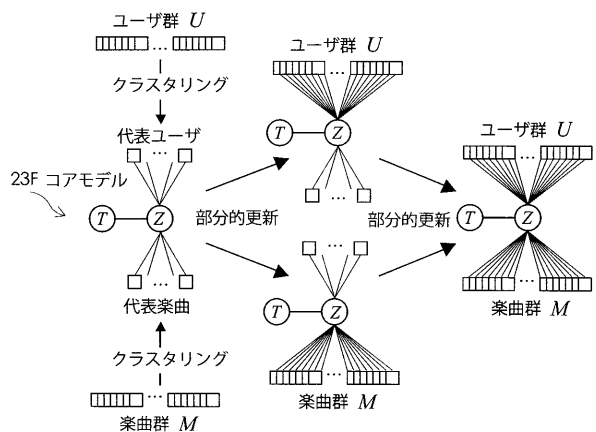 ユーザ群 U
クラスタリング
代表ユーザ
23F コアモデル
T
Z
代表楽曲
クラスタリング
楽曲群 M
ユーザ群 U
T
Z
部分的更新
T
Z
楽曲群 M
部分的更新
ユーザ群 U
T
Z
楽曲群 M